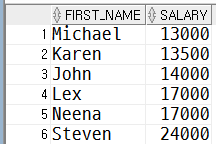 FIRST_NAME SALARY
1 Michael 13000
2 Karen 13500
3 John 14000
4 Lex 17000
5 Neena 17000
6 Steven 24000